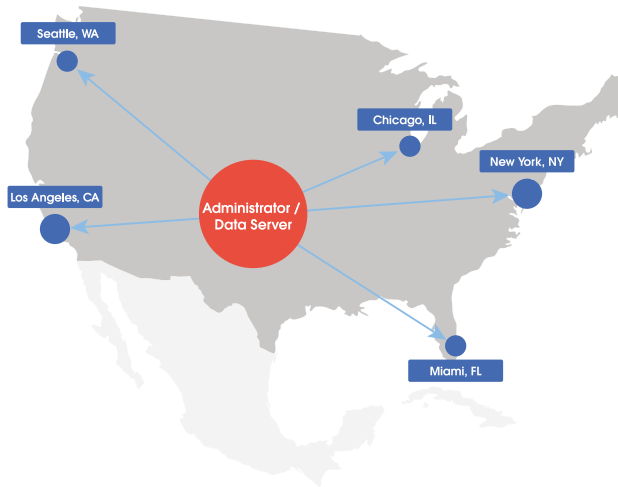 Seattle, WA
Chicago, IL
New York, NY
Los Angeles, CA
Administrator /
Data Server
Miami, FL